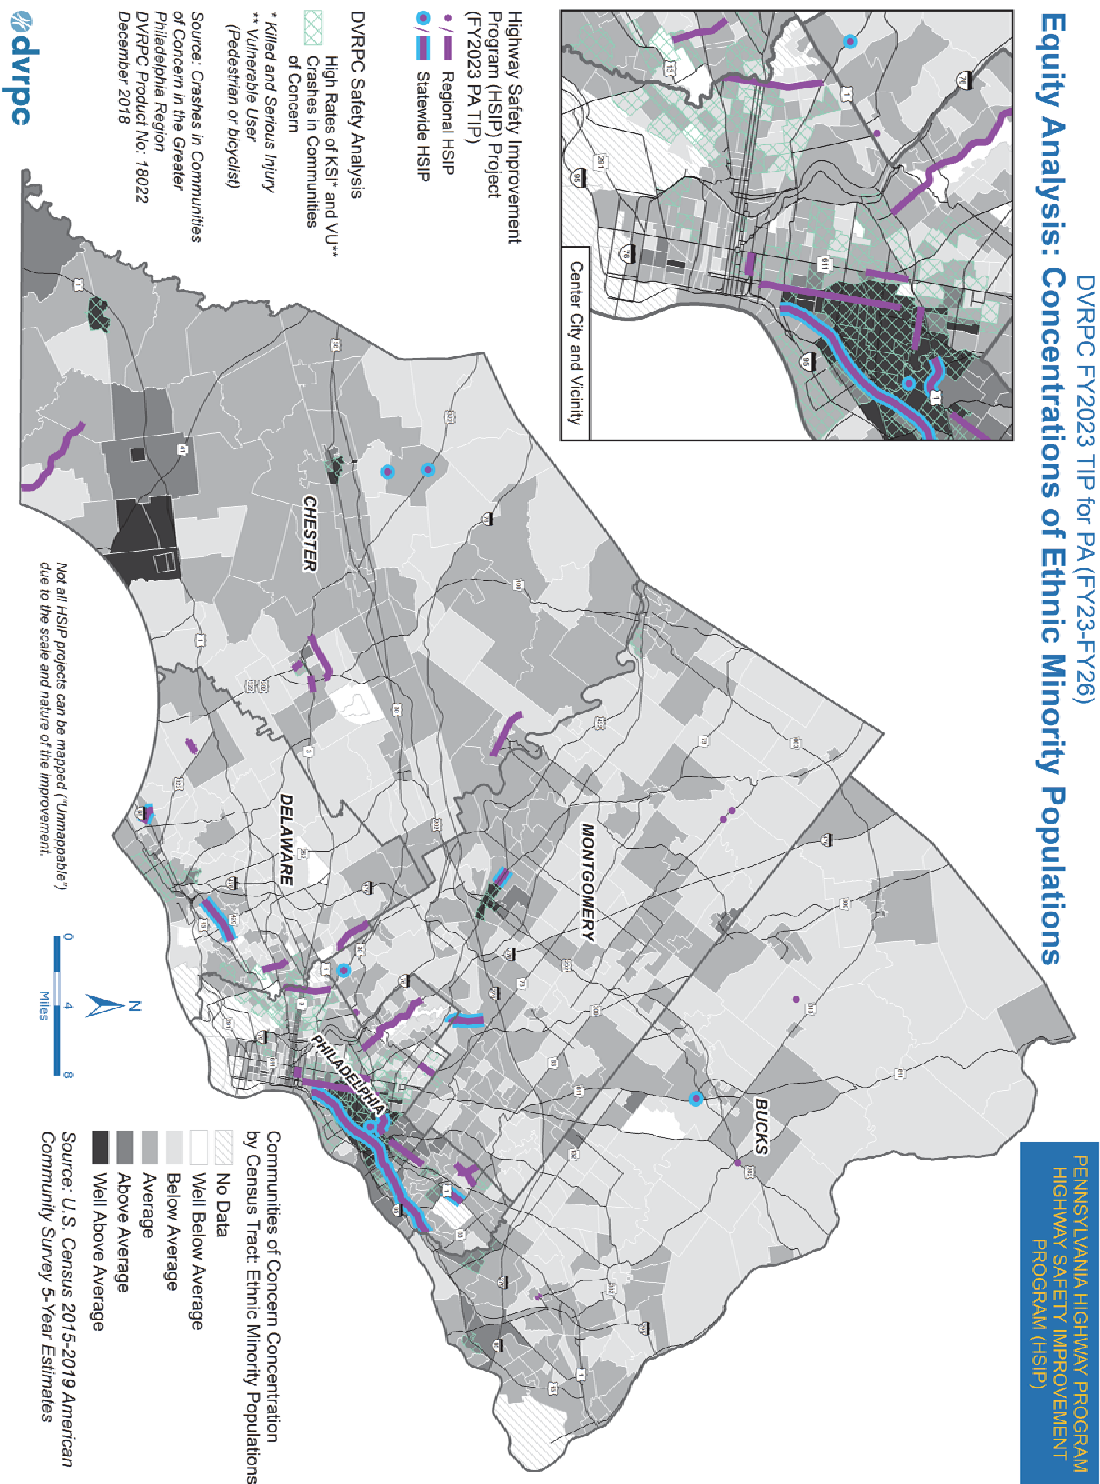 DVRPC FY2023 TIP for PA (FY23-FY26)
Equity Analysis: Concentrations of Ethnic Minority Populations
PENNSYLVANIA HIGHWAY PROGRAM
HIGHWAY SAFETY IMPROVEMENT
PROGRAM (HSIP)
Center City and Vicinity
Highway Safety Improvement
Program (HSIP) Project
(FY2023 PA TIP)
Regional HSIP
Statewide HSIP
DVRPC Safety Analysis
High Rates of KSI* and VU**
Crashes in Communities
of Concern
* Killed and Serious Injury
** Vulnerable User
(Pedestrian or bicyclist)
Source: Crashes in Communities
of Concern in the Greater
Philadelphia Region
DVRPC Product No: 18022
December 2018
dvrpc
CHESTER
DELAWARE
MONTGOMERY
PHILADELPHIA
BUCKS
Not all HSIP projects can be mapped ("Unmappable")
due to the scale and nature of the improvement.
N
0 4 8
Miles
Communities of Concern Concentration
by Census Tract: Ethnic Minority Populations
No Data
Well Below Average
Below Average
Average
Above Average
Well Above Average
Source: U.S. Census 2015-2019 American
Community Survey 5-Year Estimates